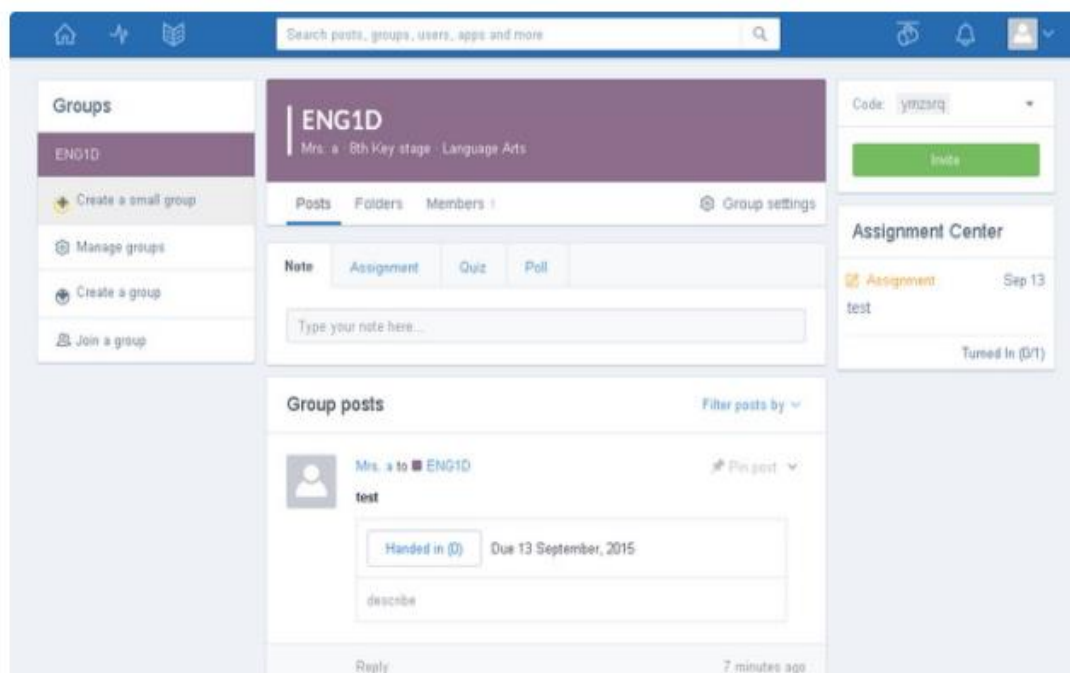 Search posts, groups, users, apps and more
Groups
ENG1D
Create a small group
Manage groups
Create a group
Join a group
ENG1D
Mrs. a · 8th Key stage · Language Arts
Posts Folders Members 1
Group settings
Note Assignment Quiz Poll
Type your note here...
Group posts
Filter posts by
Mrs. a to ENG1D
Pin post
test
Handed in (0) Due 13 September, 2015
describe
Reply
7 minutes ago
Code: ymzsrq
Invite
Assignment Center
Assignment Sep 13
test
Turned In (0/1)